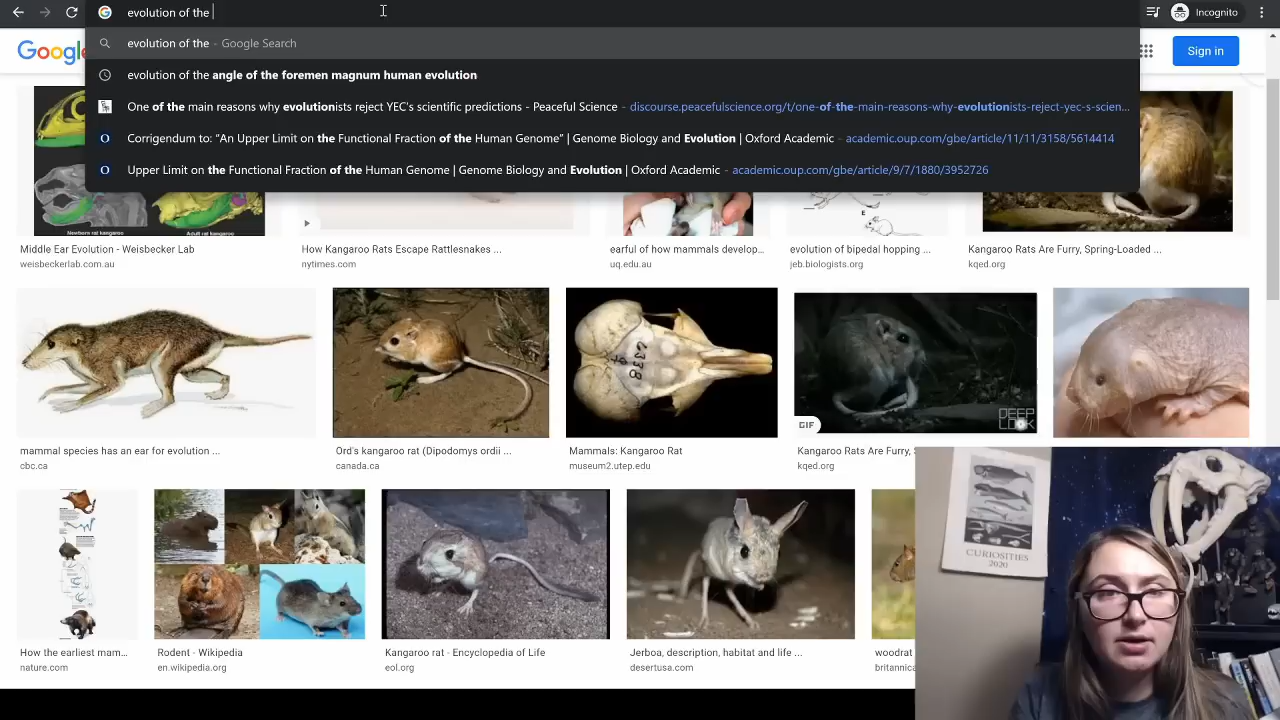 evolution of the
Incognito
evolution of the - Google Search
Google
Sign in
evolution of the angle of the foremen magnum human evolution
One of the main reasons why evolutionists reject YEC's scientific predictions - Peaceful Science - discourse.peacefulscience.org/t/one-of-the-main-reasons-why-evolutionists-reject-yec-s-scien...
Corrigendum to: “An Upper Limit on the Functional Fraction of the Human Genome” | Genome Biology and Evolution | Oxford Academic - academic.oup.com/gbe/article/11/11/3158/5614414
Upper Limit on the Functional Fraction of the Human Genome | Genome Biology and Evolution | Oxford Academic - academic.oup.com/gbe/article/9/7/1880/3952726
E
Newborn rat kangaroo Adult rat kangaroo
Middle Ear Evolution - Weisbecker Lab
weisbeckerlab.com.au
How Kangaroo Rats Escape Rattlesnakes ...
nytimes.com
earful of how mammals develop...
uq.edu.au
evolution of bipedal hopping ...
jeb.biologists.org
Kangaroo Rats Are Furry, Spring-Loaded ...
kqed.org
DEEP
LOOK
GIF
mammal species has an ear for evolution ...
cbc.ca
Ord's kangaroo rat (Dipodomys ordii ...
canada.ca
Mammals: Kangaroo Rat
museum2.utep.edu
Kangaroo Rats Are Furry, S
kqed.org
CURIOSITIES
2020
How the earliest mam...
nature.com
Rodent - Wikipedia
en.wikipedia.org
Kangaroo rat - Encyclopedia of Life
eol.org
Jerboa, description, habitat and life ...
desertusa.com
woodrat
britannica